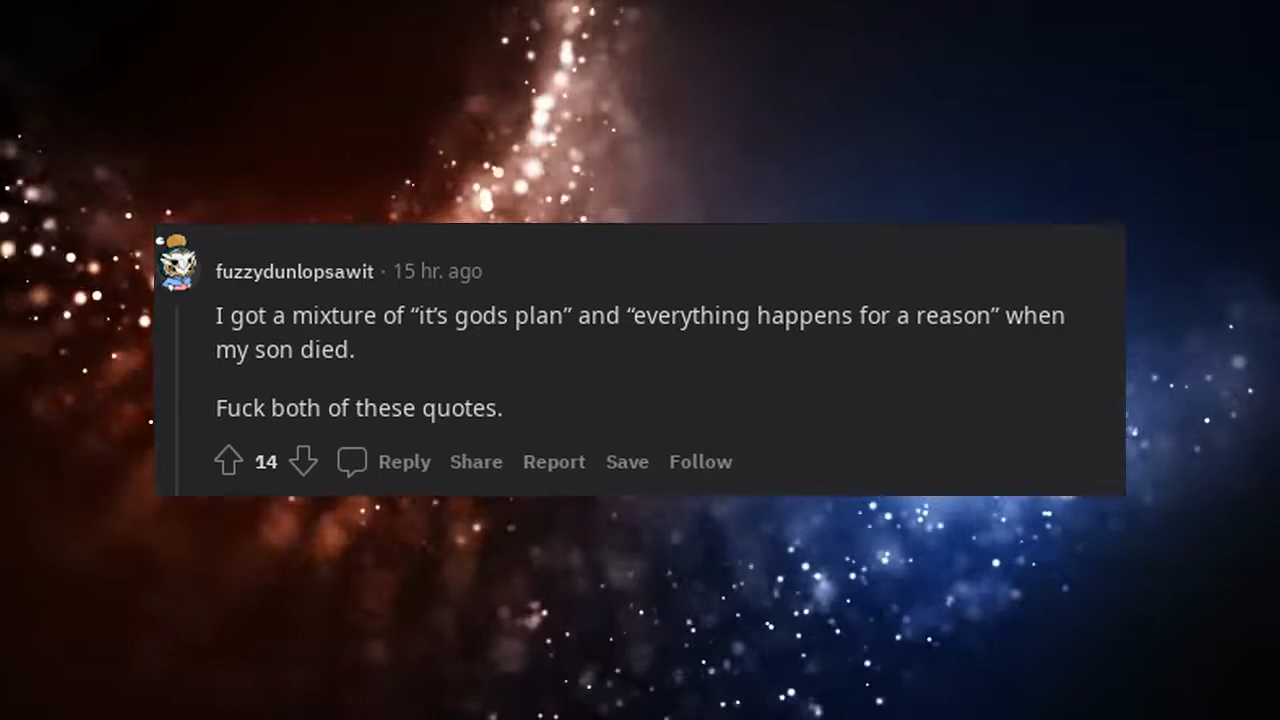 fuzzydunlopsawit · 15 hr. ago
I got a mixture of “it’s gods plan” and “everything happens for a reason” when
my son died.
Fuck both of these quotes.
14 Reply Share Report Save Follow